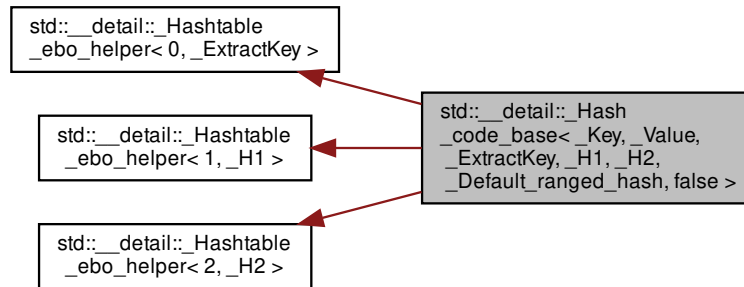 std::__detail::_Hashtable
_ebo_helper< 0, _ExtractKey >
std::__detail::_Hash
_code_base< _Key, _Value,
_ExtractKey, _H1, _H2,
_Default_ranged_hash, false >
std::__detail::_Hashtable
_ebo_helper< 1, _H1 >
std::__detail::_Hashtable
_ebo_helper< 2, _H2 >